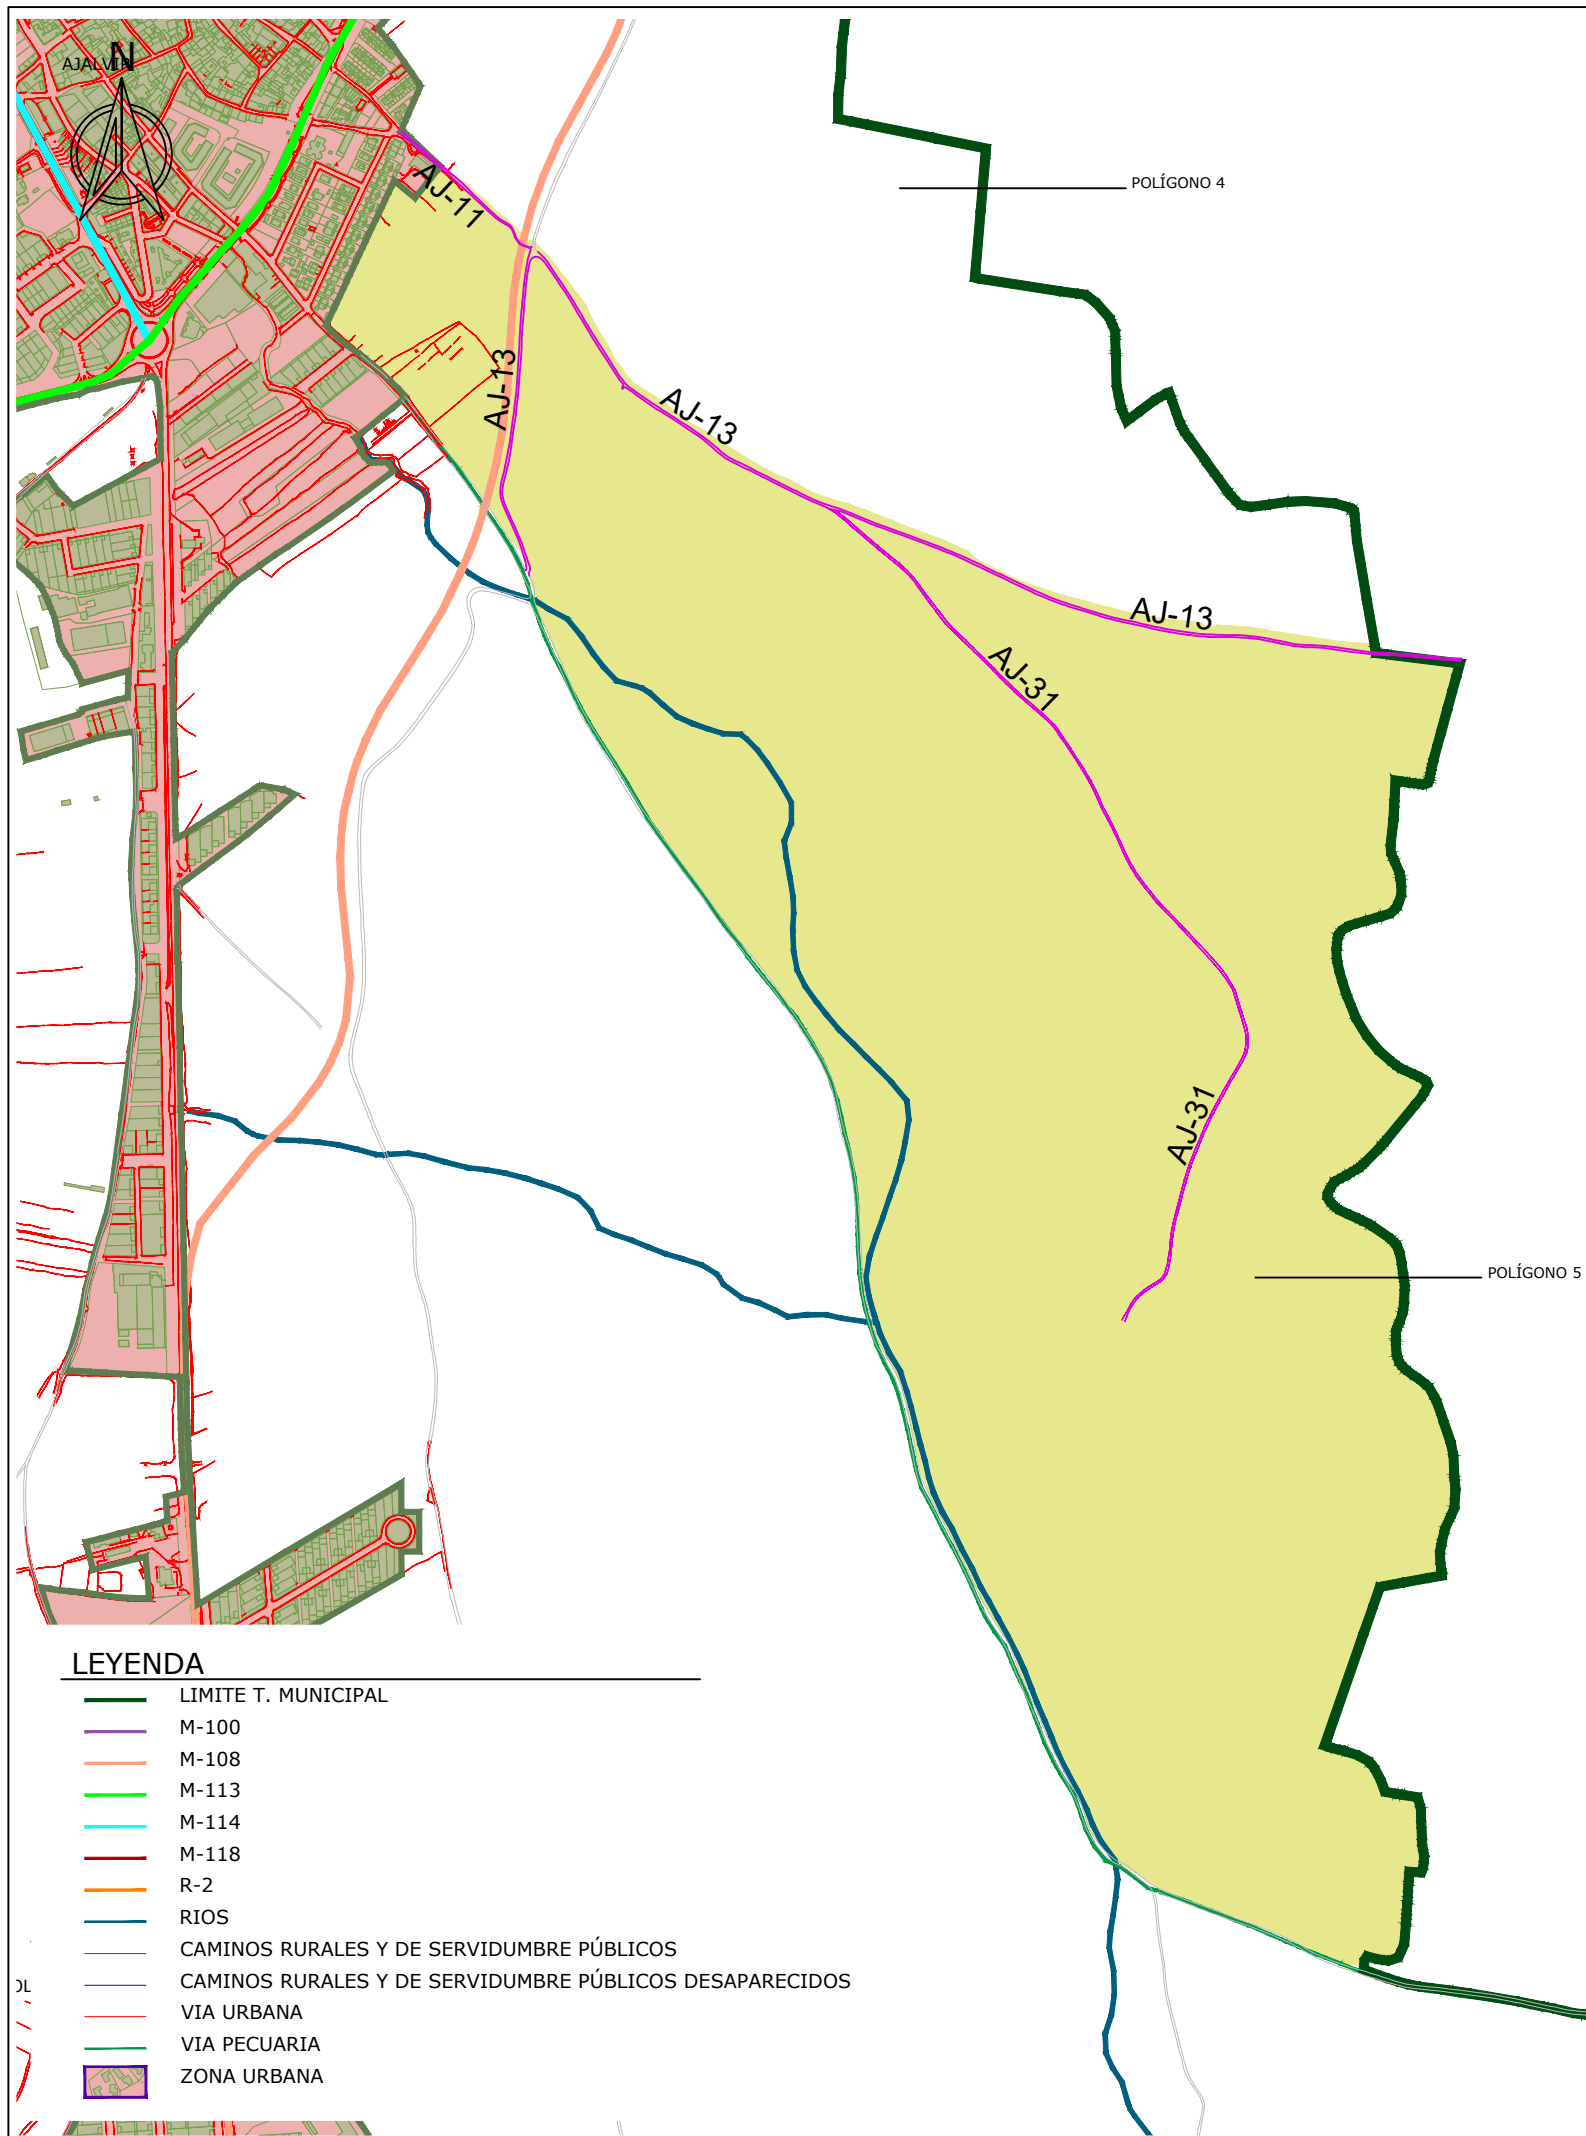 N
AJALVIR
AJ-11
POLÍGONO 4
AJ-13
AJ-13
AJ-13
AJ-31
AJ-31
POLÍGONO 5
LEYENDA
LIMITE T. MUNICIPAL
M-100
M-108
M-113
M-114
M-118
R-2
RIOS
CAMINOS RURALES Y DE SERVIDUMBRE PÚBLICOS
CAMINOS RURALES Y DE SERVIDUMBRE PÚBLICOS DESAPARECIDOS
OL
VIA URBANA
VIA PECUARIA
ZONA URBANA